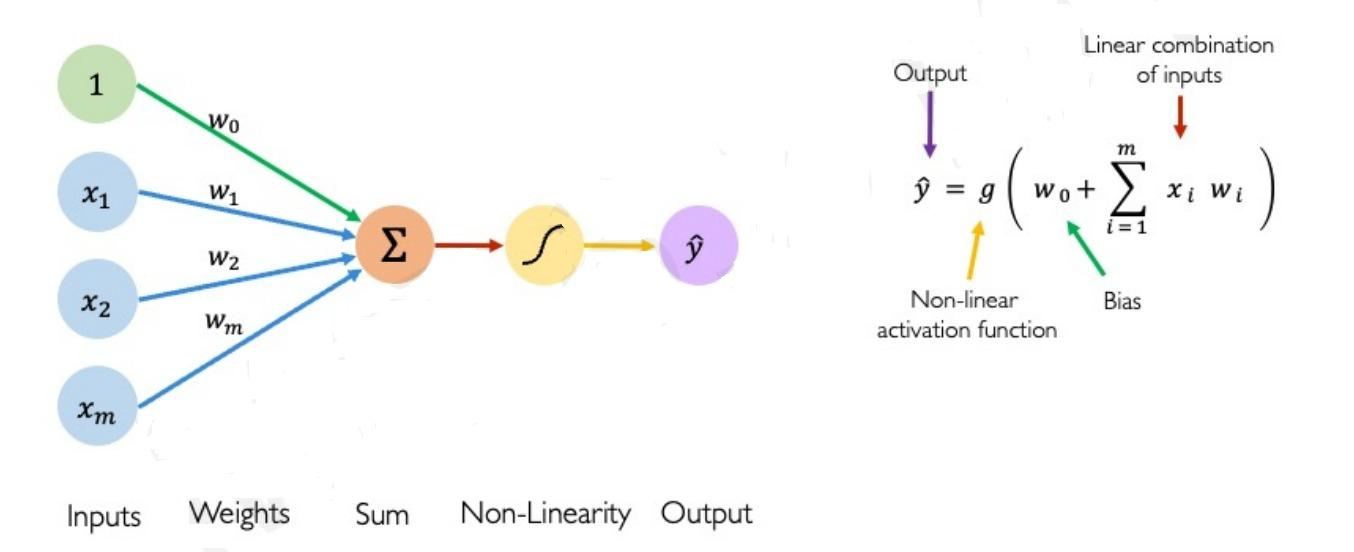 1
w₀
x₁
w₁
x₂
w₂
xₘ
wₘ
Σ
∫
ŷ
Inputs
Weights
Sum
Non-Linearity
Output
Output
Linear combination
of inputs
ŷ = g ( w₀ + ∑ᵢ₌₁ᵐ xᵢ wᵢ )
Non-linear
activation function
Bias